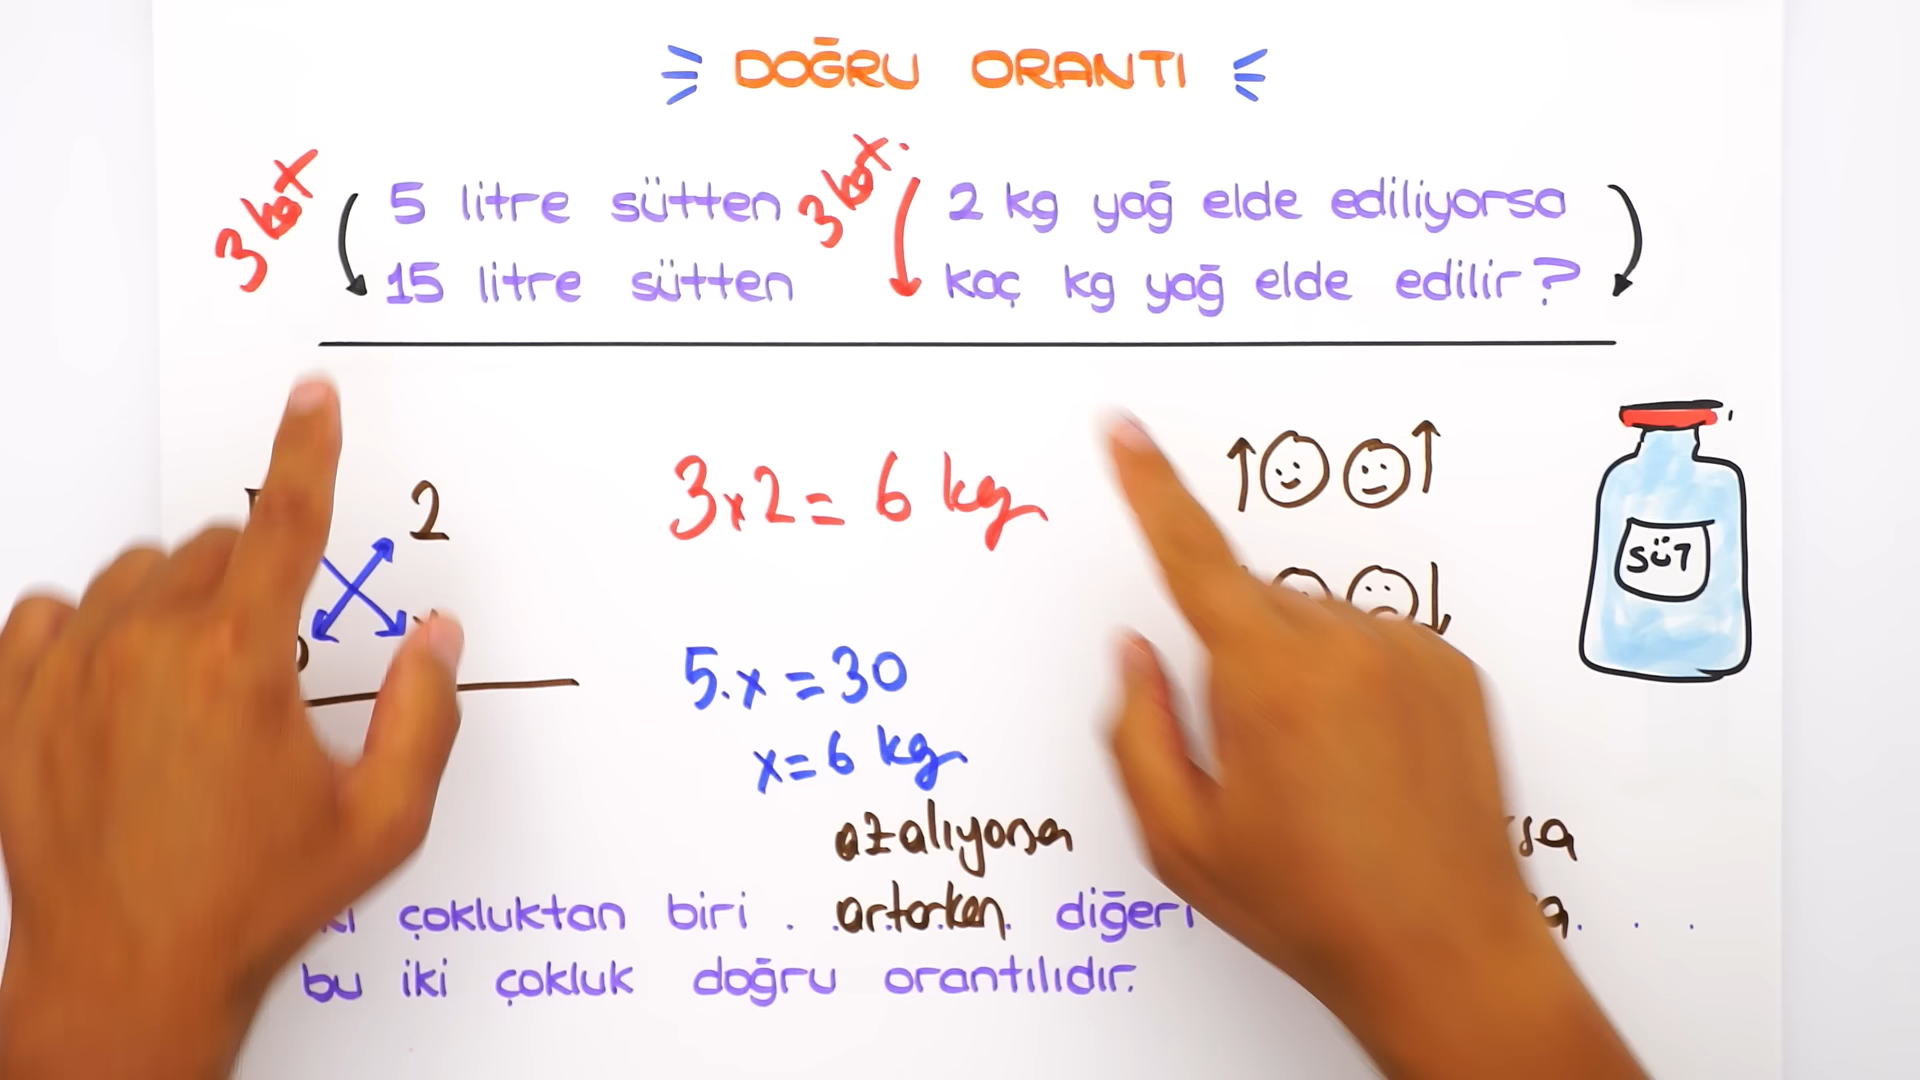 DOĞRU ORANTI
3 kat 5 litre sütten 3 kat. 2 kg yağ elde ediliyorsa
15 litre sütten kaç kg yağ elde edilir?
2
3x2= 6 kg
SÜT
5.x = 30
x= 6 kg
azalıyorsa
çokluktan biri . artarken. diğeri . . .
bu iki çokluk doğru orantılıdır.